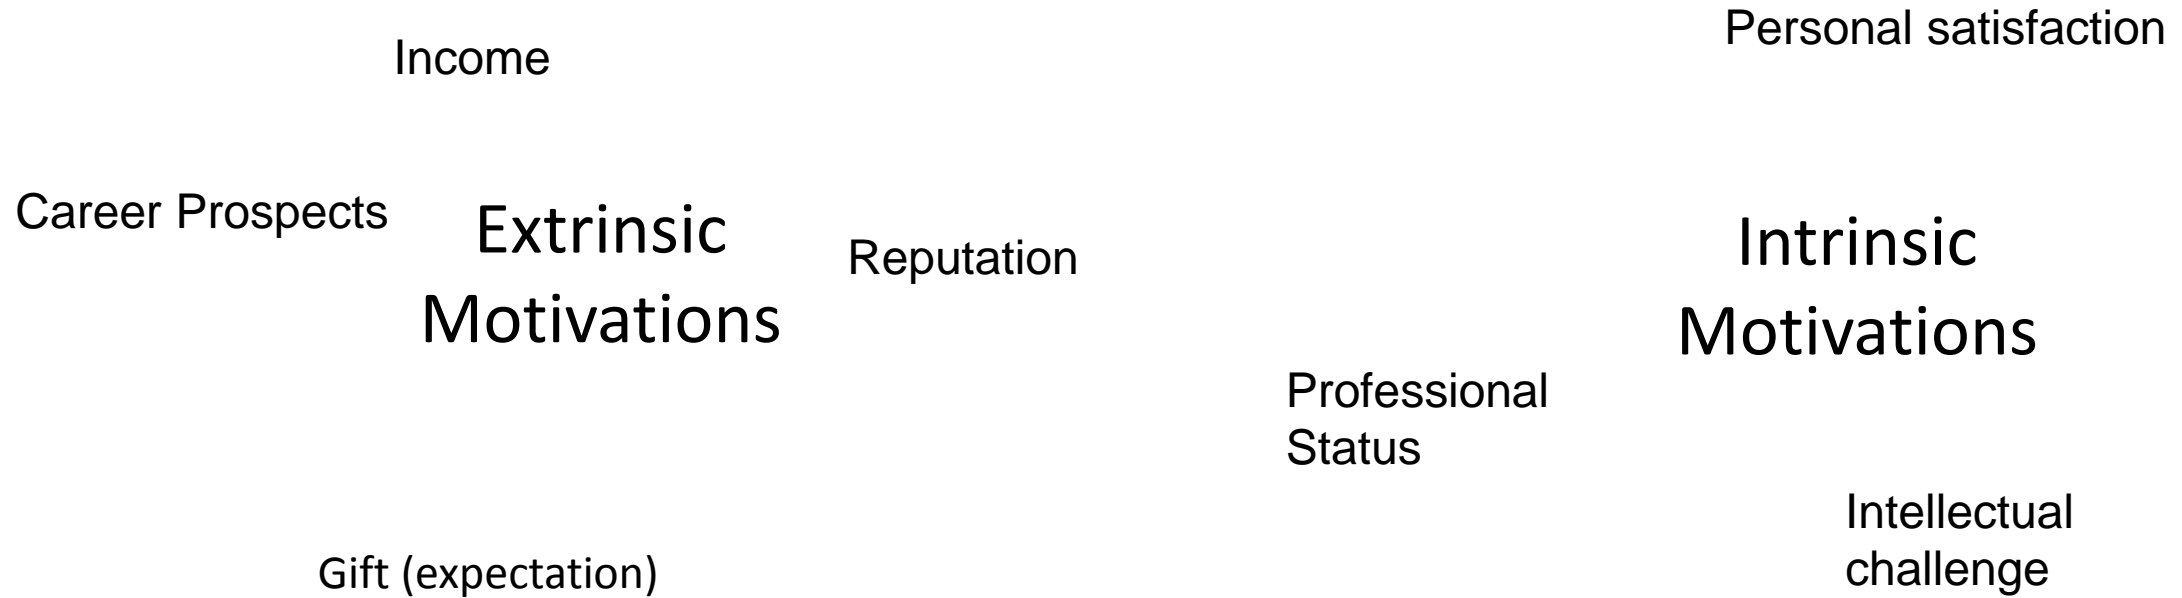 Personal satisfaction
Income
Career Prospects
Extrinsic
Motivations
Reputation
Intrinsic
Motivations
Professional
Status
Intellectual
challenge
Gift (expectation)